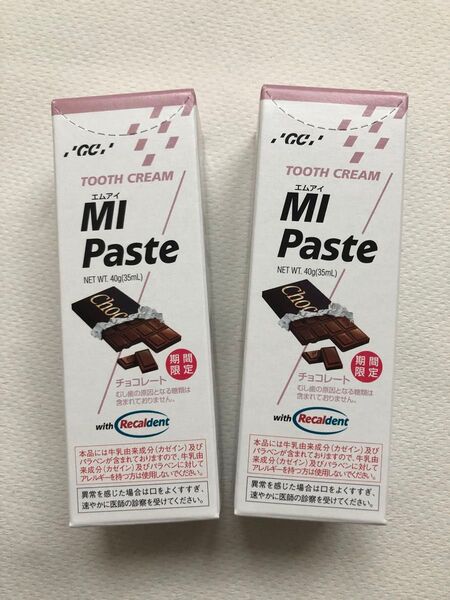 GC
TOOTH CREAM
エムアイ
MI
Paste
NET WT. 40g(35mL)
Choc
期間
限定
チョコレート
むし歯の原因となる糖類は
含まれておりません。
with Recaldent
本品には牛乳由来成分(カゼイン)及び
パラベンが含まれておりますので、牛乳由
来成分(カゼイン)及びパラベンに対して
アレルギーを持つ方は使用しないでください。
異常を感じた場合は口をよくすすぎ、
速やかに医師の診察を受けてください。
GC
TOOTH CREAM
エムアイ
MI
Paste
NET WT. 40g(35mL)
Choc
期間
限定
チョコレート
むし歯の原因となる糖類は
含まれておりません。
with Recaldent
本品には牛乳由来成分(カゼイン)及び
パラベンが含まれておりますので、牛乳由
来成分(カゼイン)及びパラベンに対して
アレルギーを持つ方は使用しないでください。
異常を感じた場合は口をよくすすぎ、
速やかに医師の診察を受けてください。